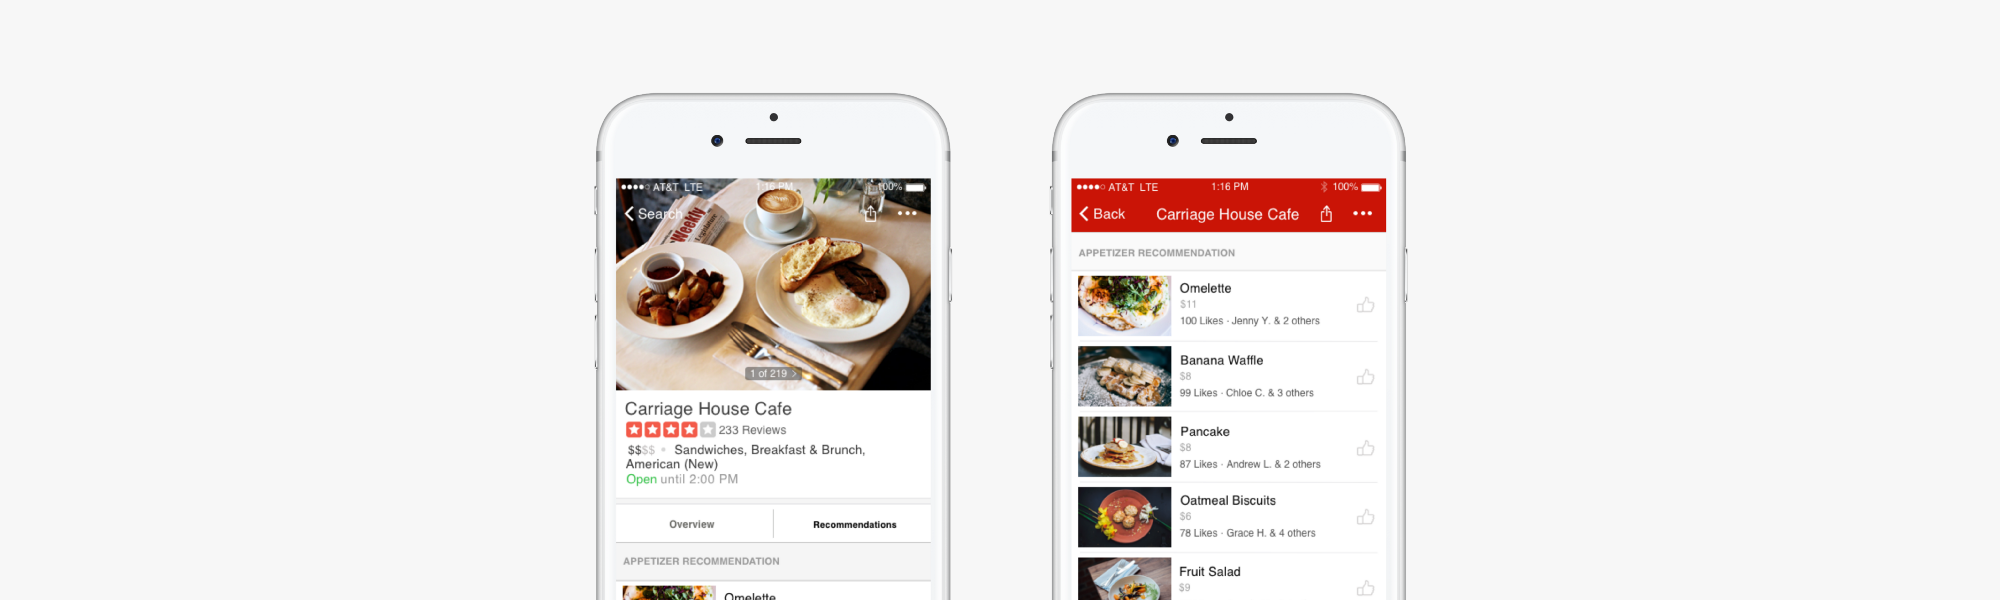 AT&T LTE
1:16 PM
100%
Search
Weekly
1 of 219 >
Carriage House Cafe
233 Reviews
$$$$ • Sandwiches, Breakfast & Brunch,
American (New)
Open until 2:00 PM
Overview
Recommendations
APPETIZER RECOMMENDATION
Omelette
AT&T LTE
1:16 PM
100%
Back
Carriage House Cafe
APPETIZER RECOMMENDATION
Omelette
$11
100 Likes · Jenny Y. & 2 others
Banana Waffle
$8
99 Likes · Chloe C. & 3 others
Pancake
$8
87 Likes · Andrew L. & 2 others
Oatmeal Biscuits
$6
78 Likes · Grace H. & 4 others
Fruit Salad
$9